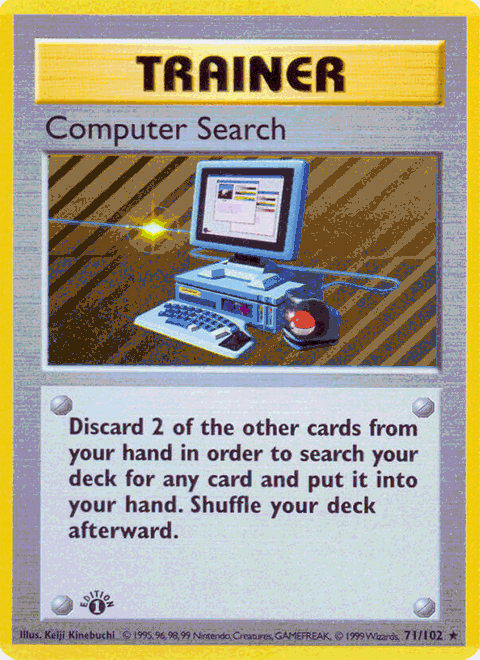 TRAINER
Computer Search
Discard 2 of the other cards from
your hand in order to search your
deck for any card and put it into
your hand. Shuffle your deck
afterward.
EDITION
1
Illus. Keiji Kinebuchi © 1995, 96, 98, 99 Nintendo, Creatures, GAMEFREAK. © 1999 Wizards. 71/102 ★